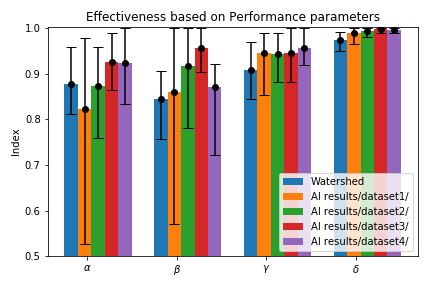 Effectiveness based on Performance parameters
1.0
0.9
0.8
0.7
0.6
0.5
Index
Watershed
AI results/dataset1/
AI results/dataset2/
AI results/dataset3/
AI results/dataset4/
α β γ δ